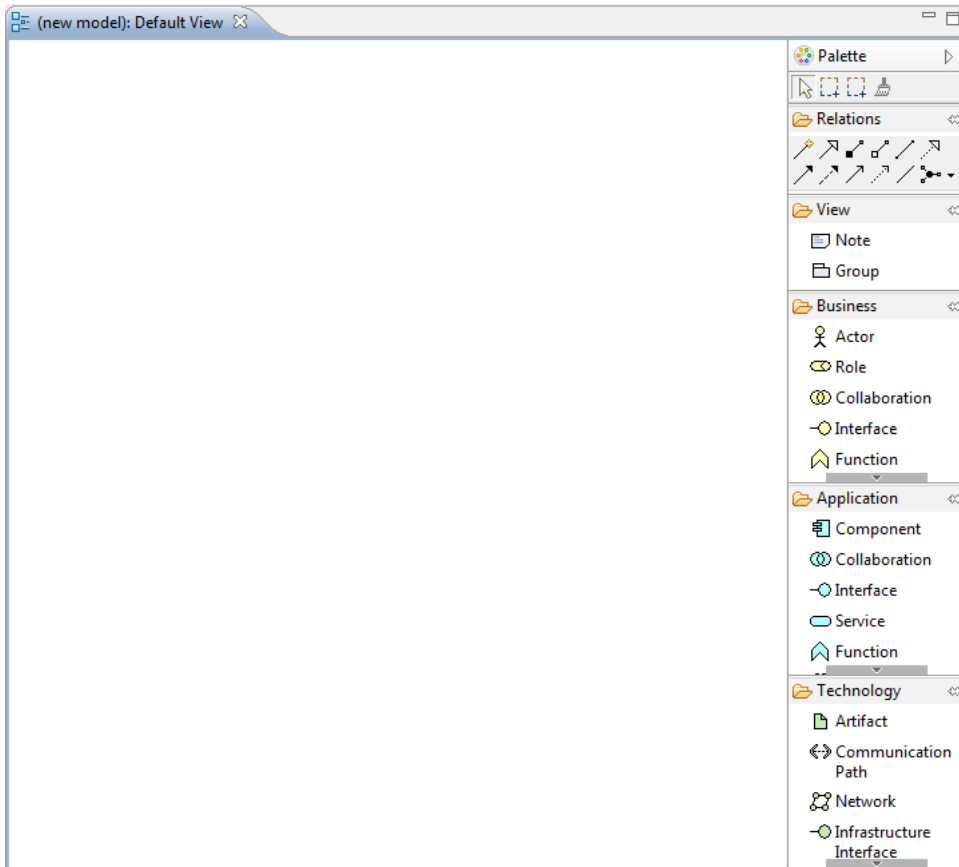 (new model): Default View
Palette
Relations
View
Note
Group
Business
Actor
Role
Collaboration
Interface
Function
Application
Component
Collaboration
Interface
Service
Function
Technology
Artifact
Communication
Path
Network
Infrastructure
Interface